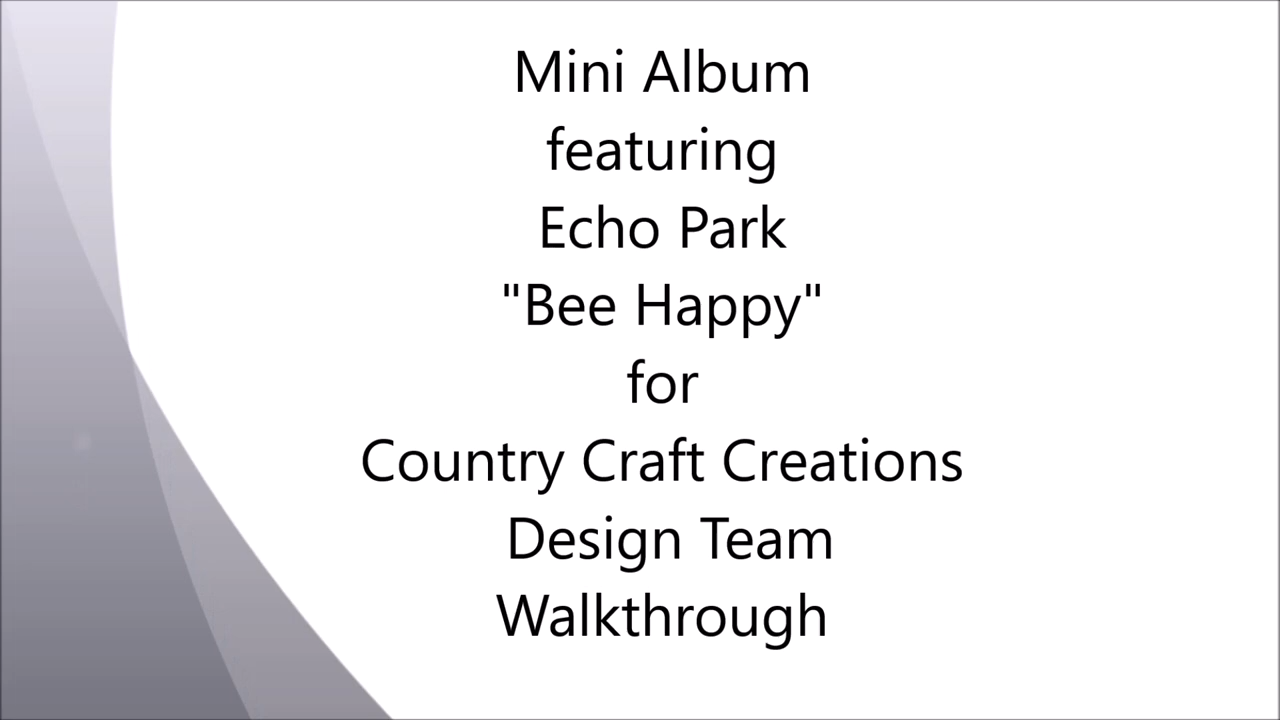 Mini Album
featuring
Echo Park
"Bee Happy"
for
Country Craft Creations
Design Team
Walkthrough